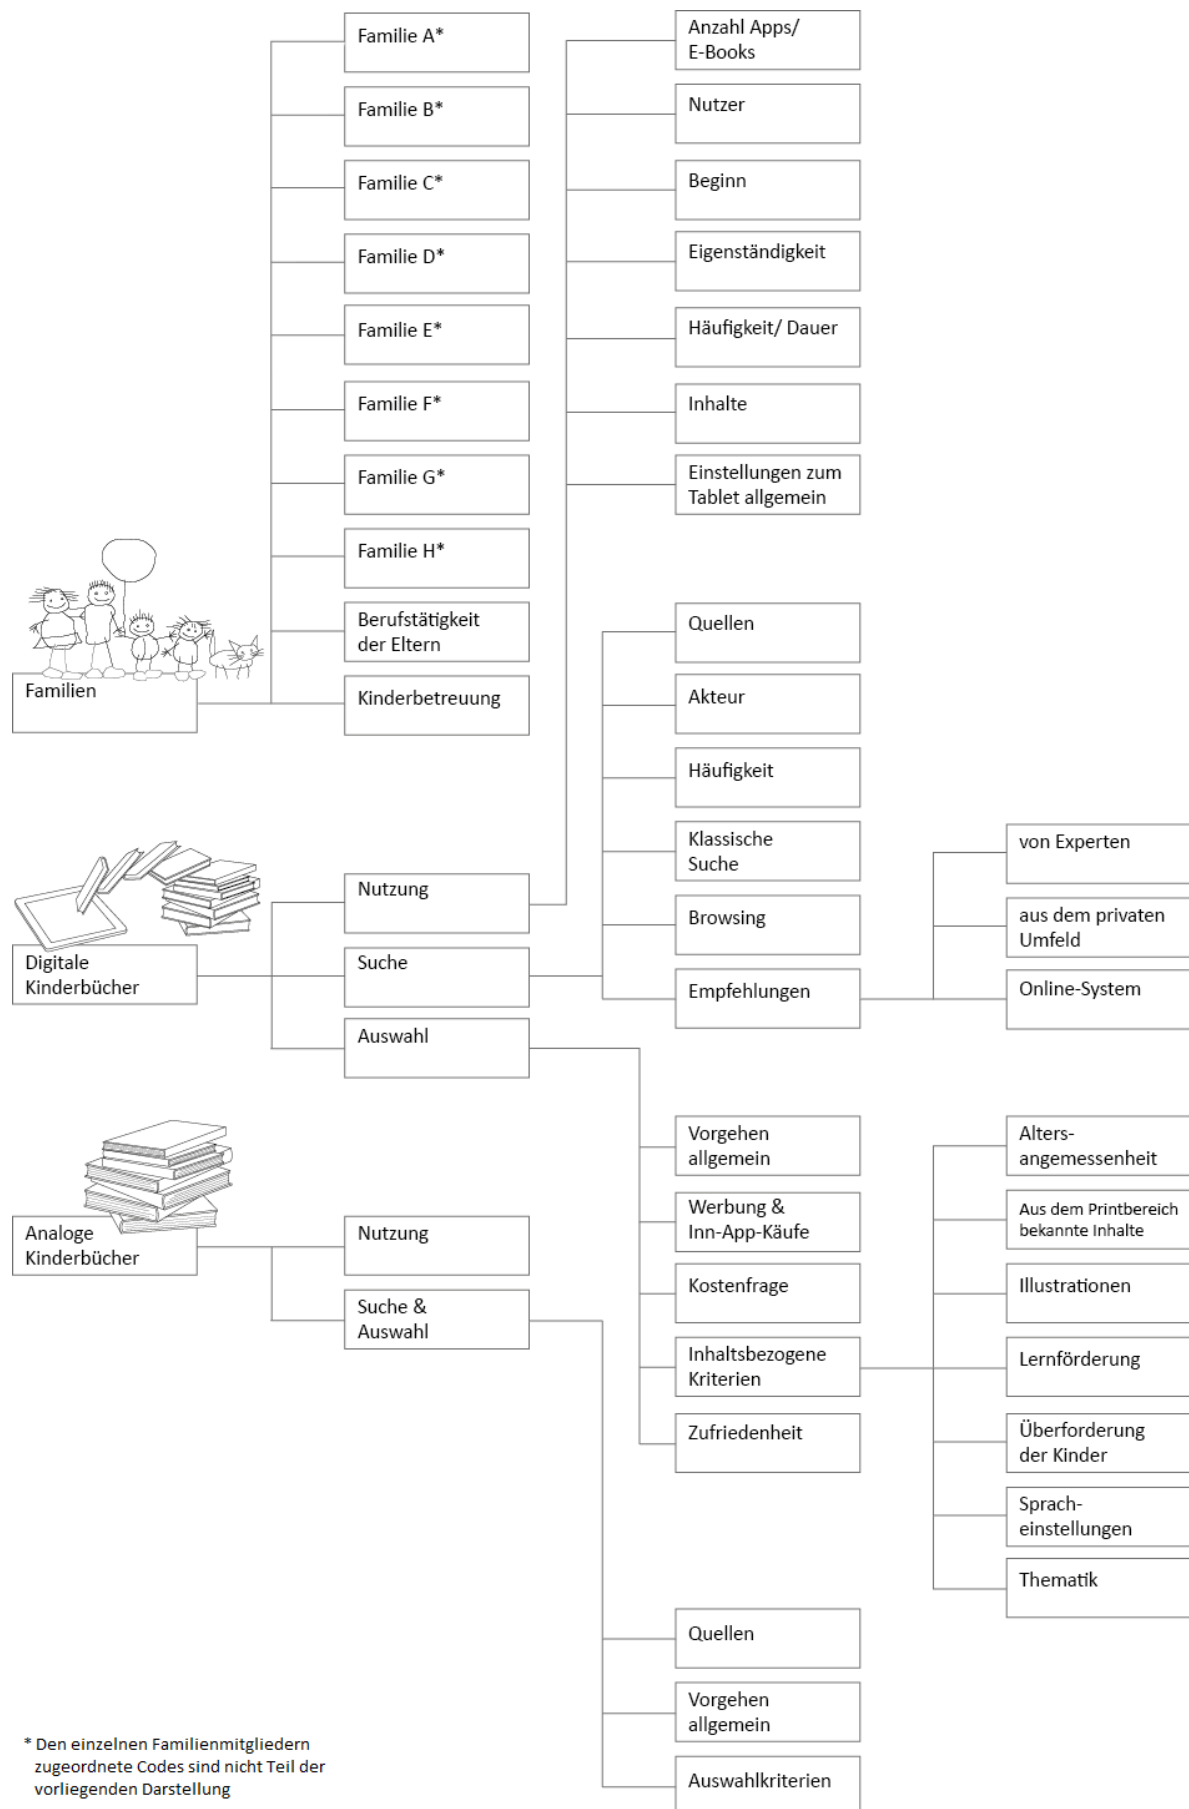 Familien
Familie A*
Familie B*
Familie C*
Familie D*
Familie E*
Familie F*
Familie G*
Familie H*
Berufstätigkeit
der Eltern
Kinderbetreuung
Digitale
Kinderbücher
Nutzung
Anzahl Apps/
E-Books
Nutzer
Beginn
Eigenständigkeit
Häufigkeit/ Dauer
Inhalte
Einstellungen zum
Tablet allgemein
Suche
Quellen
Akteur
Häufigkeit
Klassische
Suche
Browsing
Empfehlungen
von Experten
aus dem privaten
Umfeld
Online-System
Auswahl
Vorgehen
allgemein
Werbung &
Inn-App-Käufe
Kostenfrage
Inhaltsbezogene
Kriterien
Alters-
angemessenheit
Aus dem Printbereich
bekannte Inhalte
Illustrationen
Lernförderung
Überforderung
der Kinder
Sprach-
einstellungen
Thematik
Zufriedenheit
Analoge
Kinderbücher
Nutzung
Suche &
Auswahl
Quellen
Vorgehen
allgemein
Auswahlkriterien
* Den einzelnen Familienmitgliedern
zugeordnete Codes sind nicht Teil der
vorliegenden Darstellung